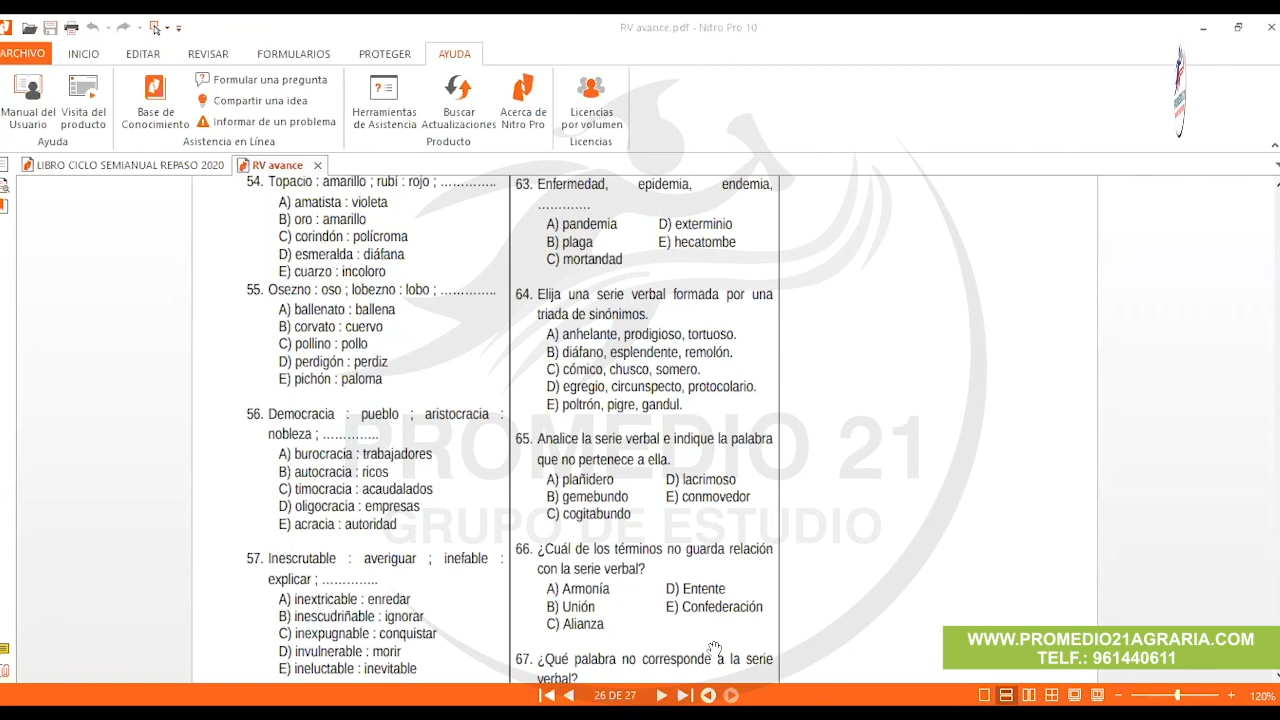 RV avance.pdf - Nitro Pro 10
ARCHIVO INICIO EDITAR REVISAR FORMULARIOS PROTEGER AYUDA
Manual del Usuario
Visita del producto
Ayuda
Base de Conocimiento
Formular una pregunta
Compartir una idea
Informar de un problema
Asistencia en Línea
Herramientas de Asistencia
Buscar Actualizaciones
Acerca de Nitro Pro
Producto
Licencias por volumen
Licencias
LIBRO CICLO SEMIANUAL REPASO 2020
RV avance
54. Topacio : amarillo ; rubí : rojo ; …………..
A) amatista : violeta
B) oro : amarillo
C) corindón : polícroma
D) esmeralda : diáfana
E) cuarzo : incoloro
55. Osezno : oso ; lobezno : lobo ; …………..
A) ballenato : ballena
B) corvato : cuervo
C) pollino : pollo
D) perdigón : perdiz
E) pichón : paloma
56. Democracia : pueblo ; aristocracia :
nobleza ; …………..
A) burocracia : trabajadores
B) autocracia : ricos
C) timocracia : acaudalados
D) oligocracia : empresas
E) acracia : autoridad
57. Inescrutable : averiguar ; inefable :
explicar ; …………..
A) inextricable : enredar
B) inescudriñable : ignorar
C) inexpugnable : conquistar
D) invulnerable : morir
E) ineluctable : inevitable
63. Enfermedad, epidemia, endemia,
………….
A) pandemia D) exterminio
B) plaga E) hecatombe
C) mortandad
64. Elija una serie verbal formada por una
triada de sinónimos.
A) anhelante, prodigioso, tortuoso.
B) diáfano, esplendente, remolón.
C) cómico, chusco, somero.
D) egregio, circunspecto, protocolario.
E) poltrón, pigre, gandul.
65. Analice la serie verbal e indique la palabra
que no pertenece a ella.
A) plañidero D) lacrimoso
B) gemebundo E) conmovedor
C) cogitabundo
66. ¿Cuál de los términos no guarda relación
con la serie verbal?
A) Armonía D) Entente
B) Unión E) Confederación
C) Alianza
67. ¿Qué palabra no corresponde a la serie
verbal?
PROMEDIO 21
GRUPO DE ESTUDIO
WWW.PROMEDIO21AGRARIA.COM
TELF.: 961440611
26 DE 27
120%